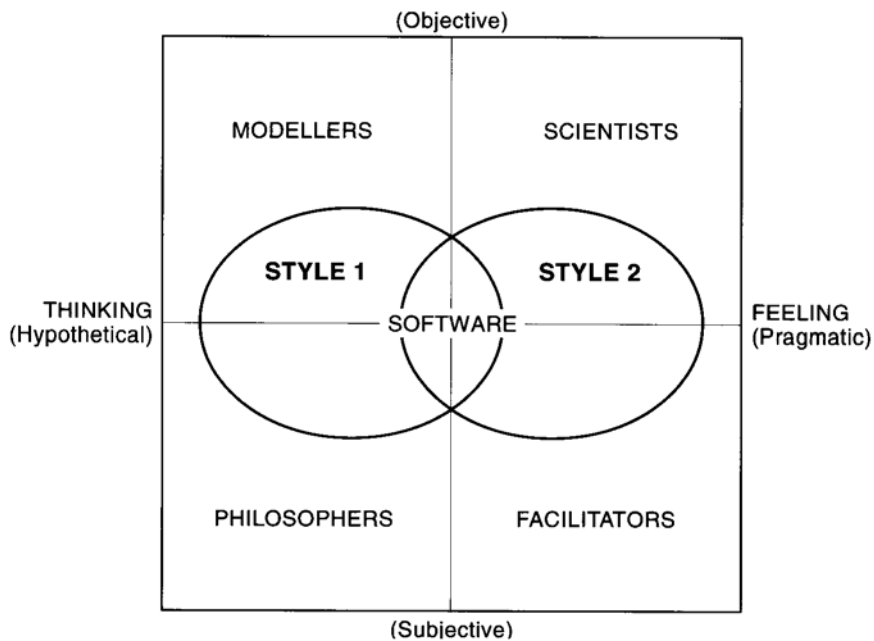 (Objective)
MODELLERS
SCIENTISTS
STYLE 1
STYLE 2
THINKING
(Hypothetical)
SOFTWARE
FEELING
(Pragmatic)
PHILOSOPHERS
FACILITATORS
(Subjective)